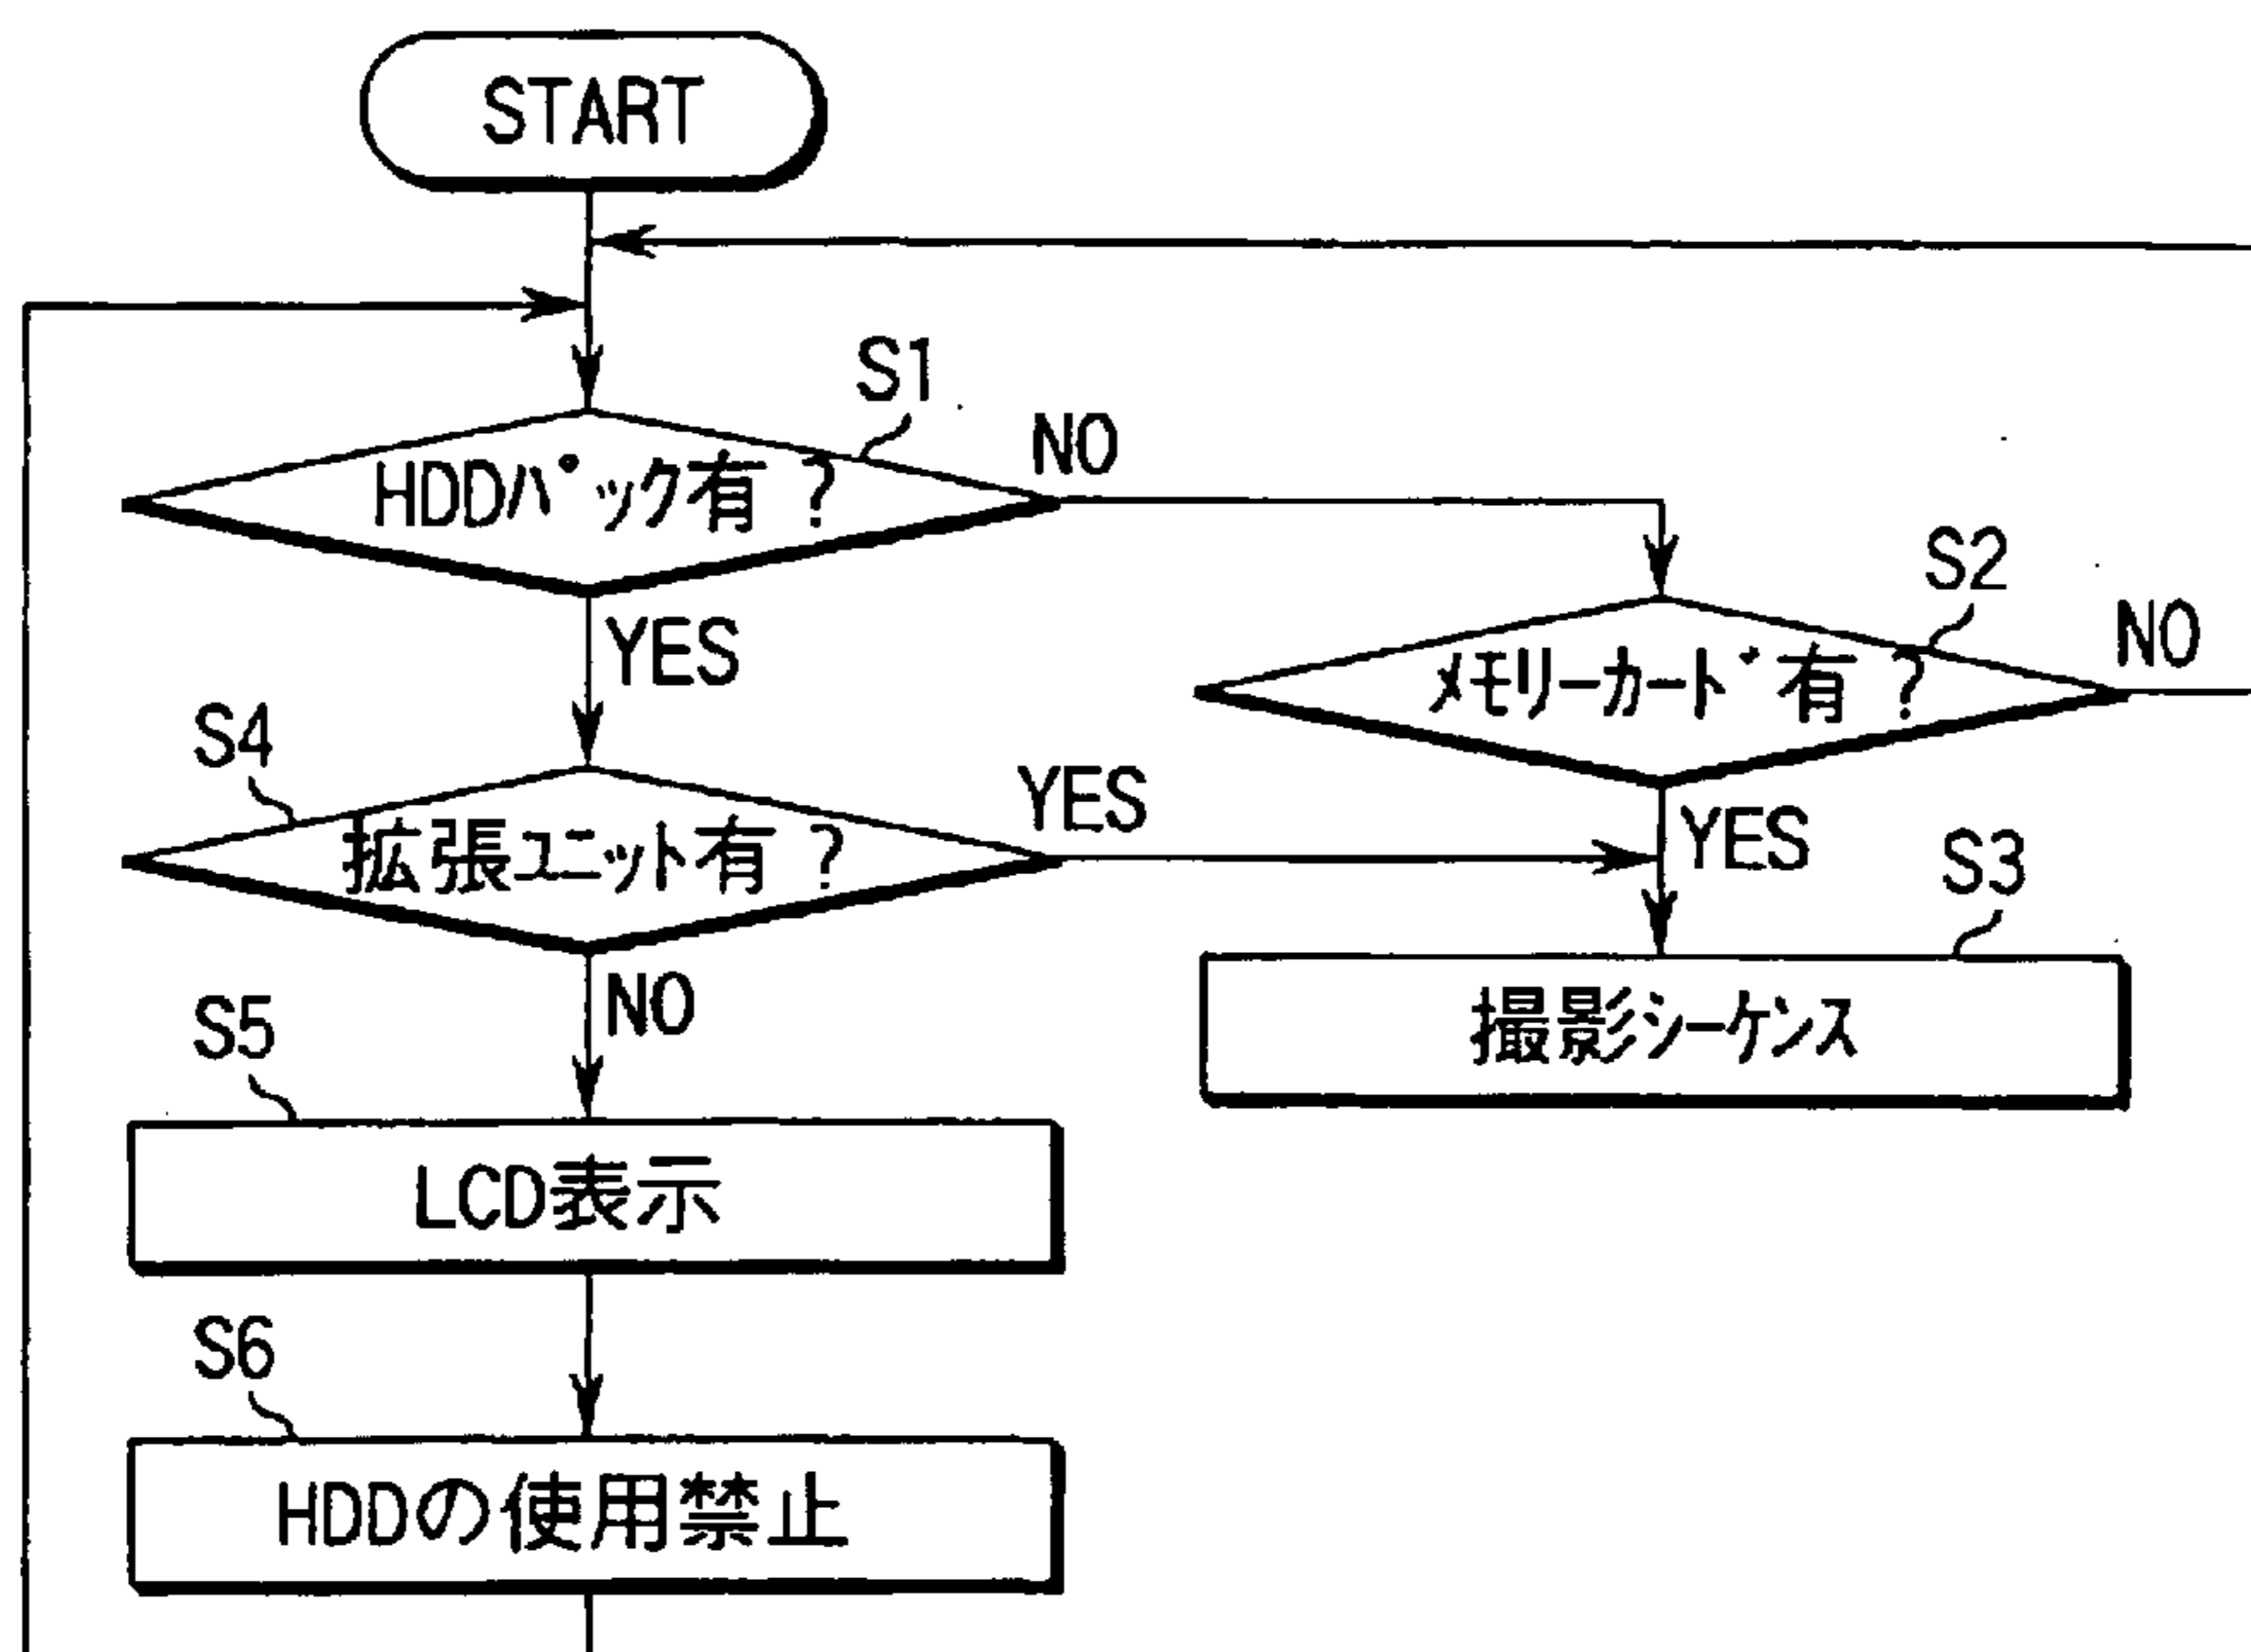 START
S1
NO
HDDパック有？
S2
NO
YES
メモリーカード有？
S4
YES
YES
拡張ユニット有？
S3
NO
撮影シーケンス
S5
LCD表示
S6
HDDの使用禁止